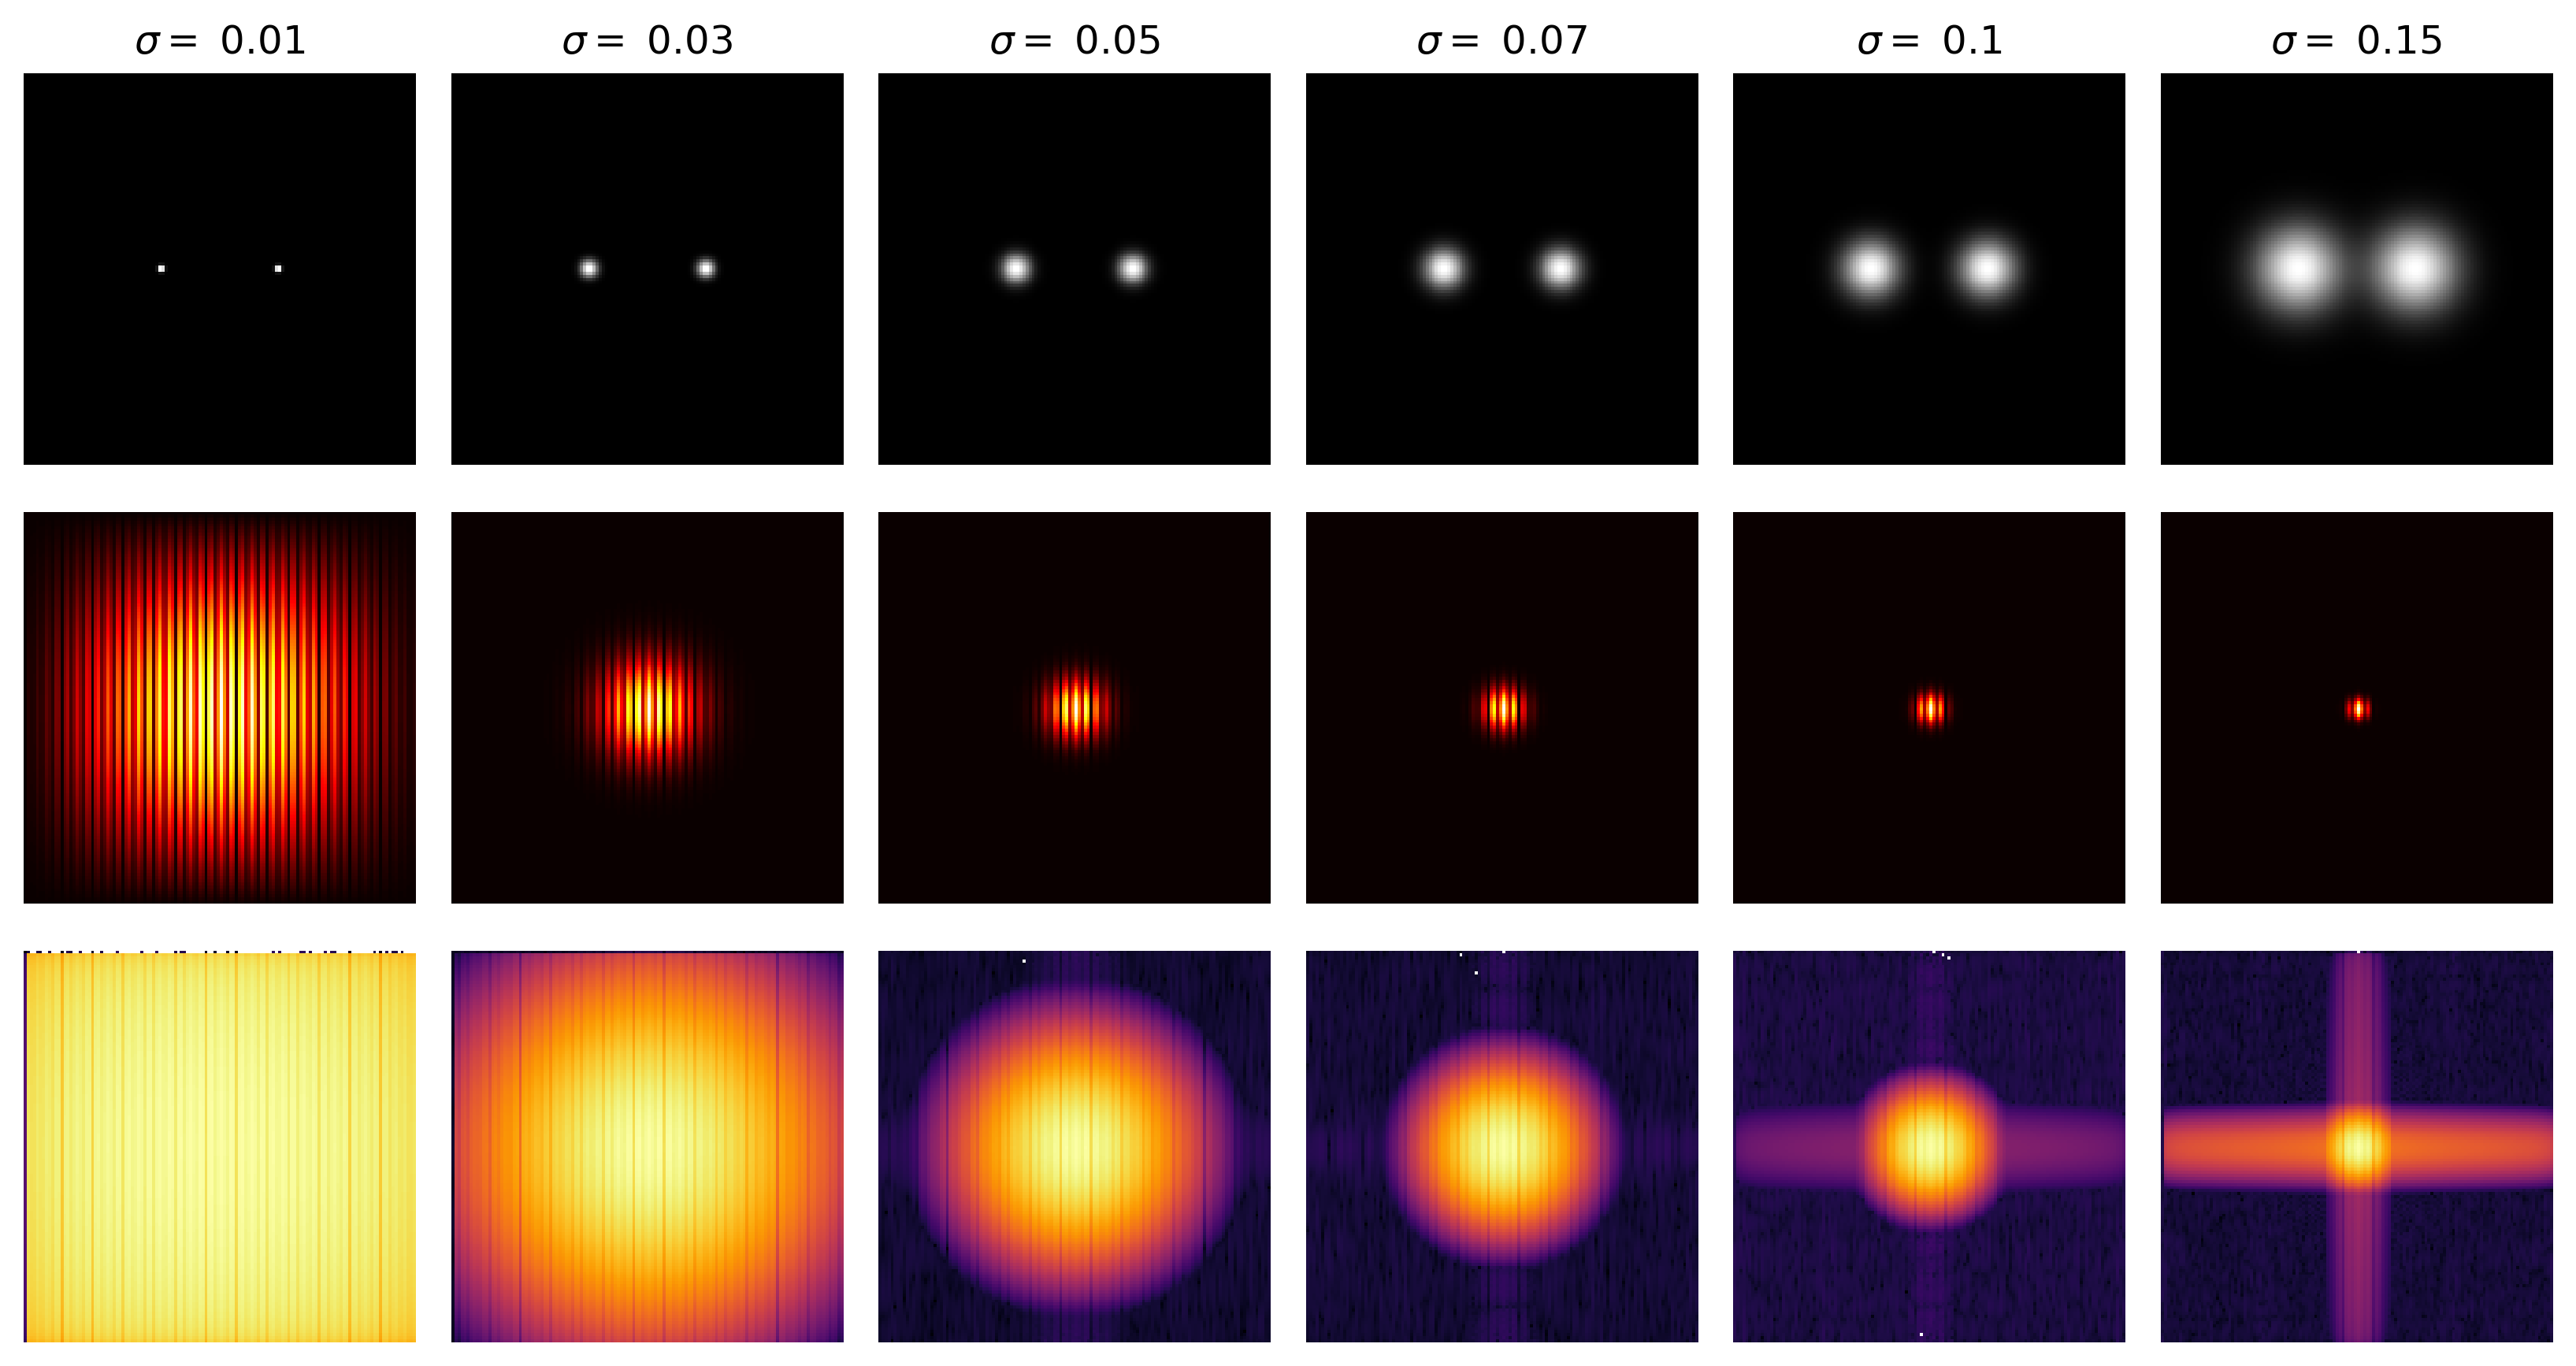 σ = 0.01
σ = 0.03
σ = 0.05
σ = 0.07
σ = 0.1
σ = 0.15